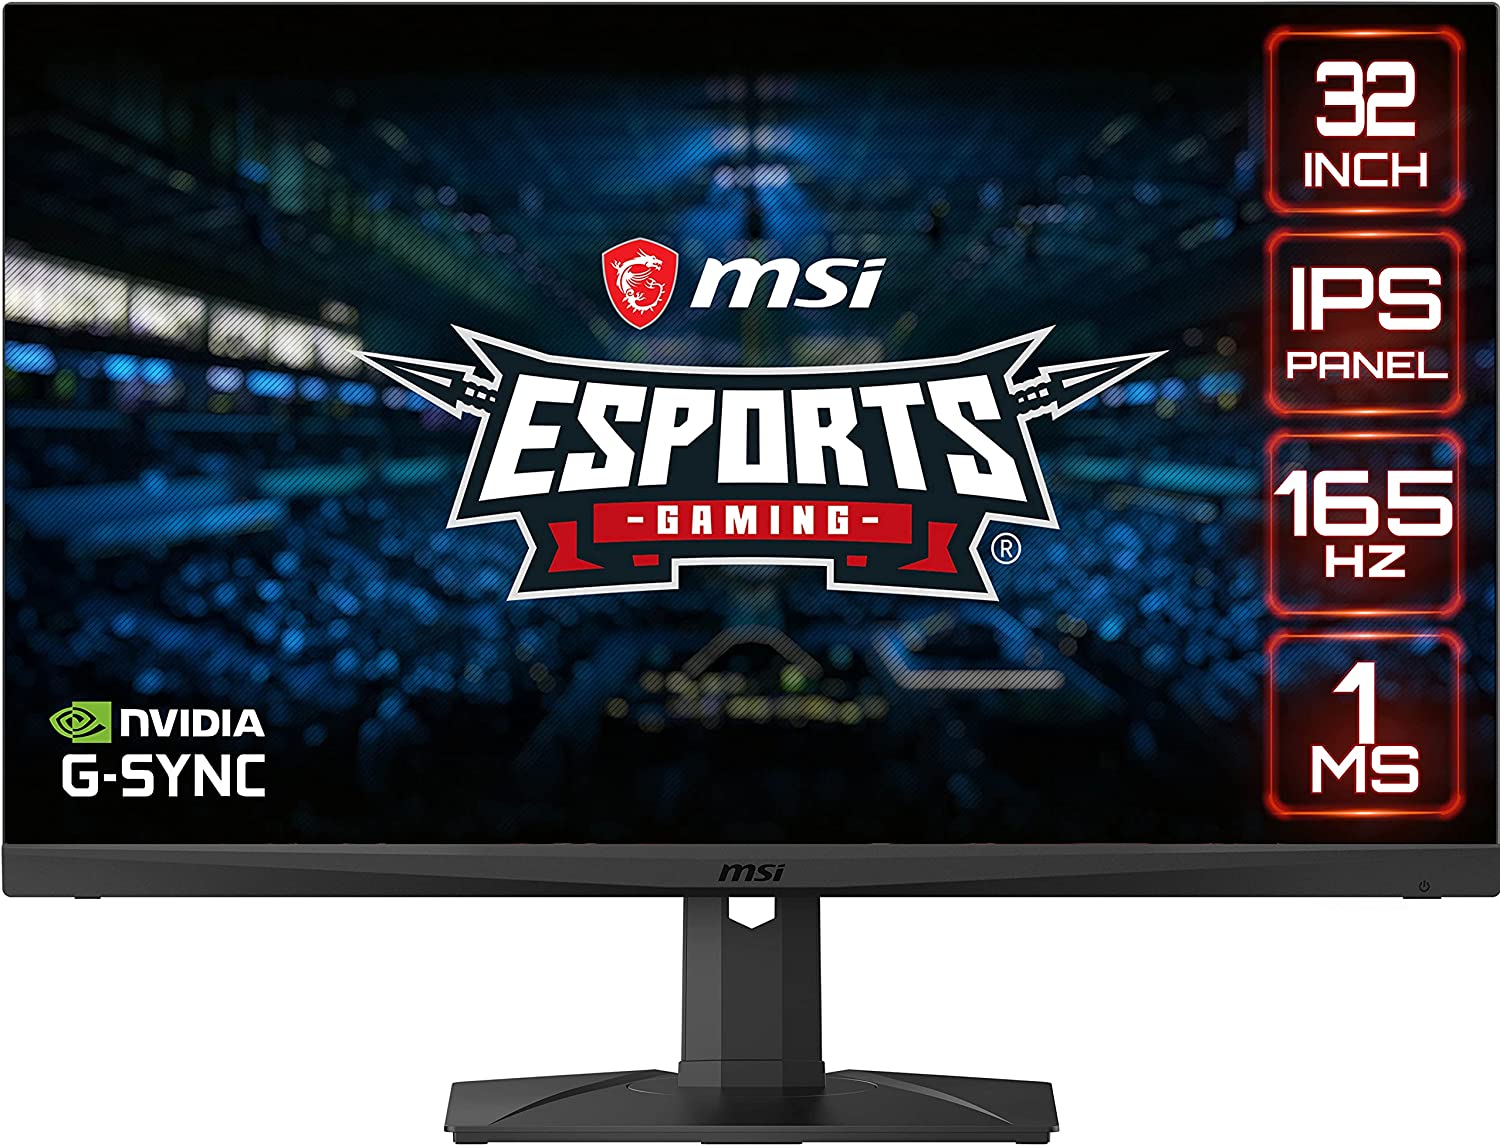 msi
ESPORTS
-GAMING-
®
32
INCH
IPS
PANEL
165
HZ
1
MS
NVIDIA
G-SYNC
msi